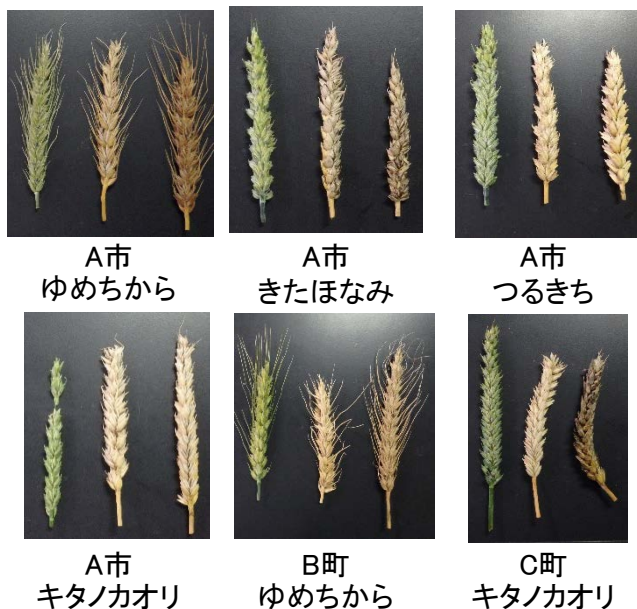 A市
ゆめちから
A市
きたほなみ
A市
つるきち
A市
キタノカオリ
B町
ゆめちから
C町
キタノカオリ